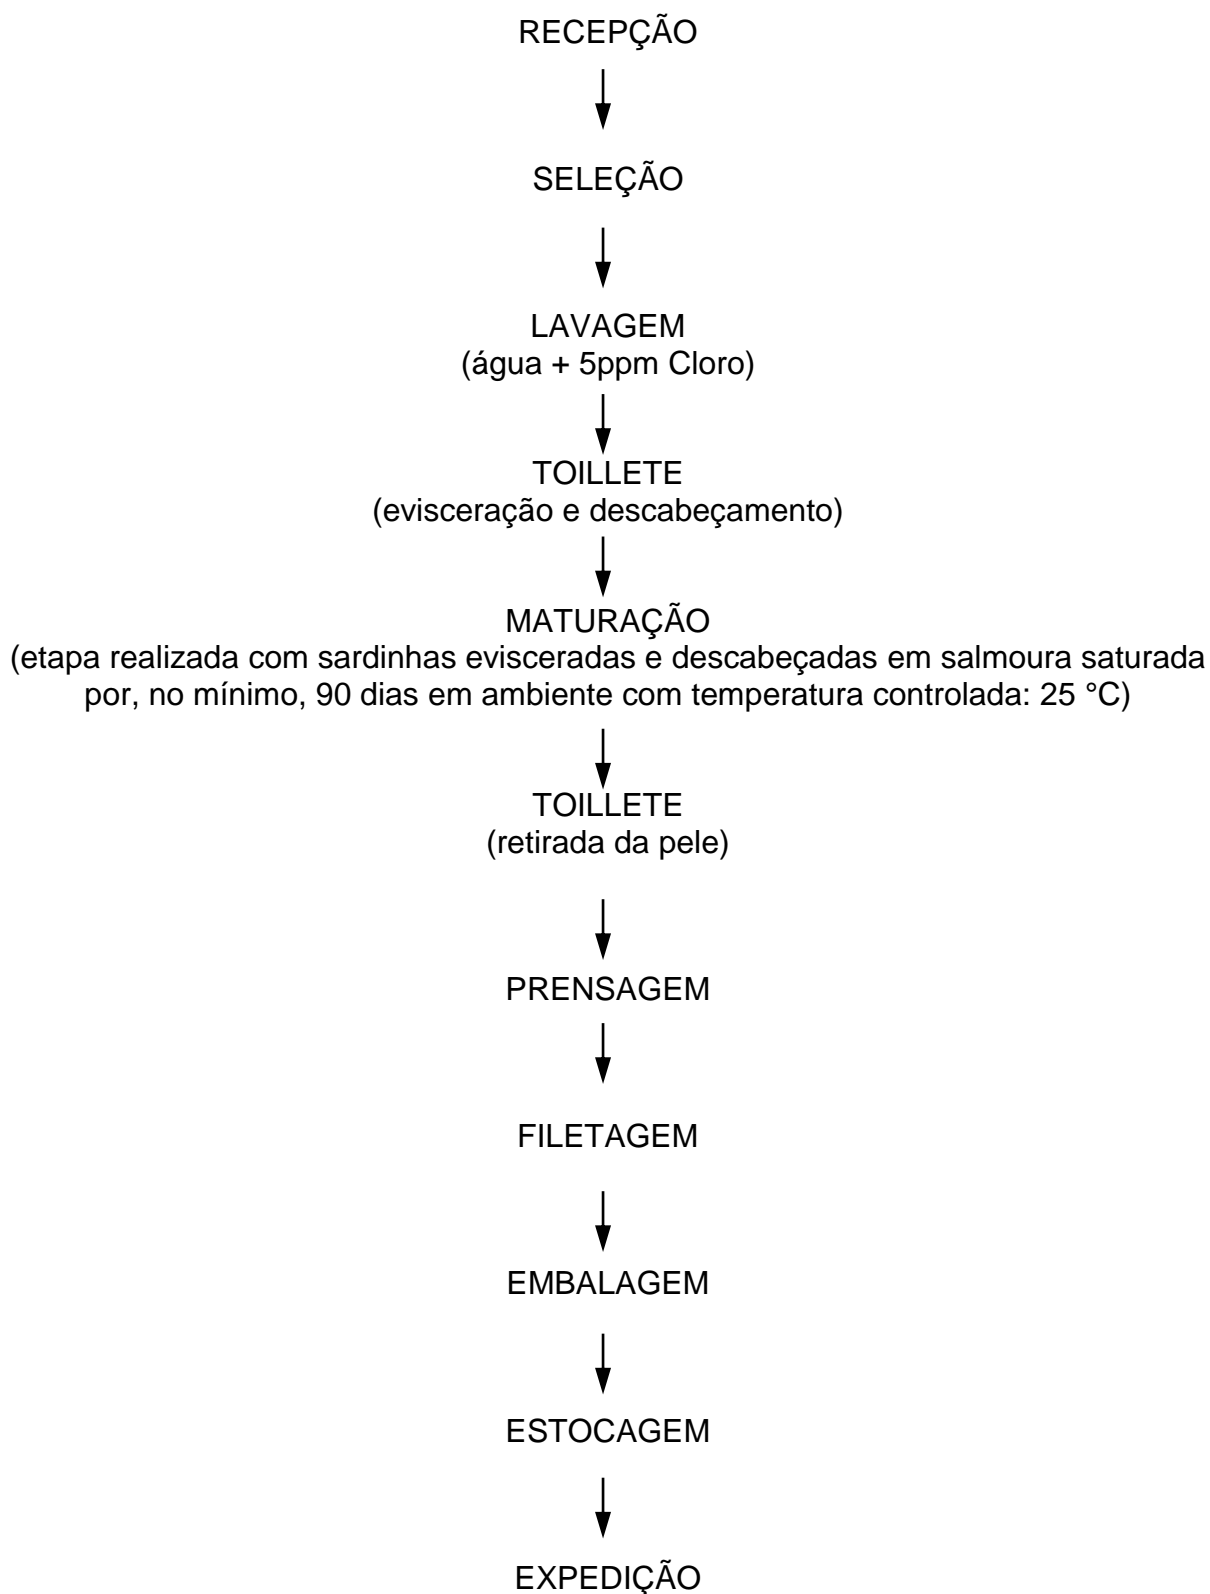 RECEPÇÃO
SELEÇÃO
LAVAGEM
(água + 5ppm Cloro)
TOILLETE
(evisceração e descabeçamento)
MATURAÇÃO
(etapa realizada com sardinhas evisceradas e descabeçadas em salmoura saturada
por, no mínimo, 90 dias em ambiente com temperatura controlada: 25 °C)
TOILLETE
(retirada da pele)
PRENSAGEM
FILETAGEM
EMBALAGEM
ESTOCAGEM
EXPEDIÇÃO